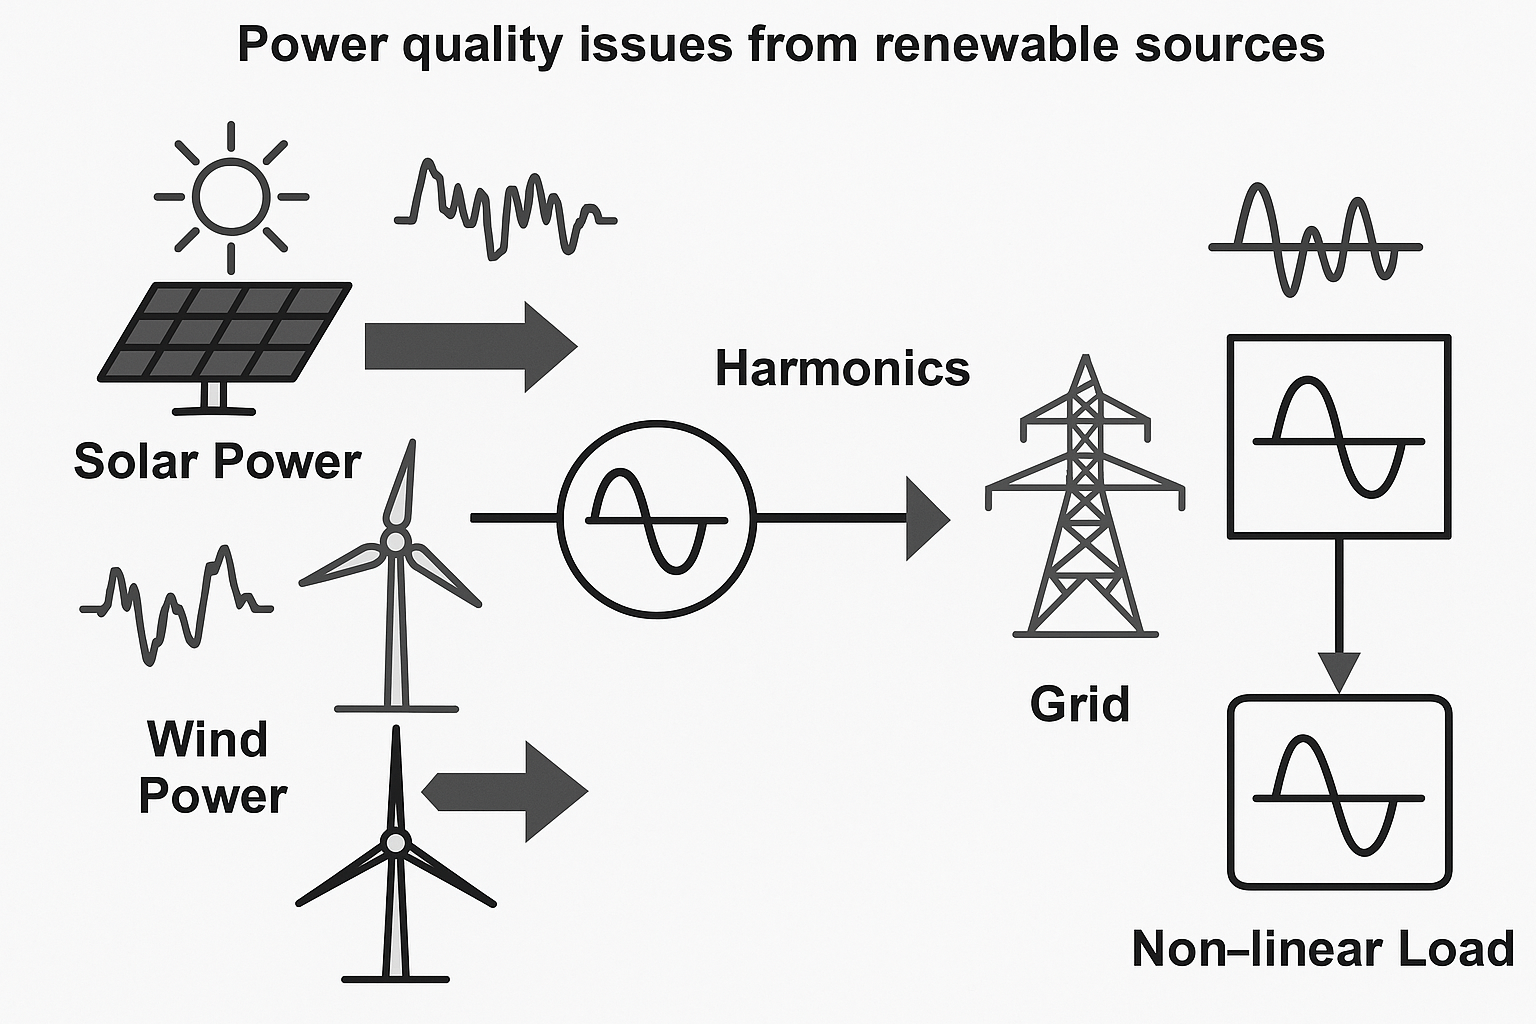 Power quality issues from renewable sources
Harmonics
Solar Power
Grid
Wind
Power
Non–linear Load